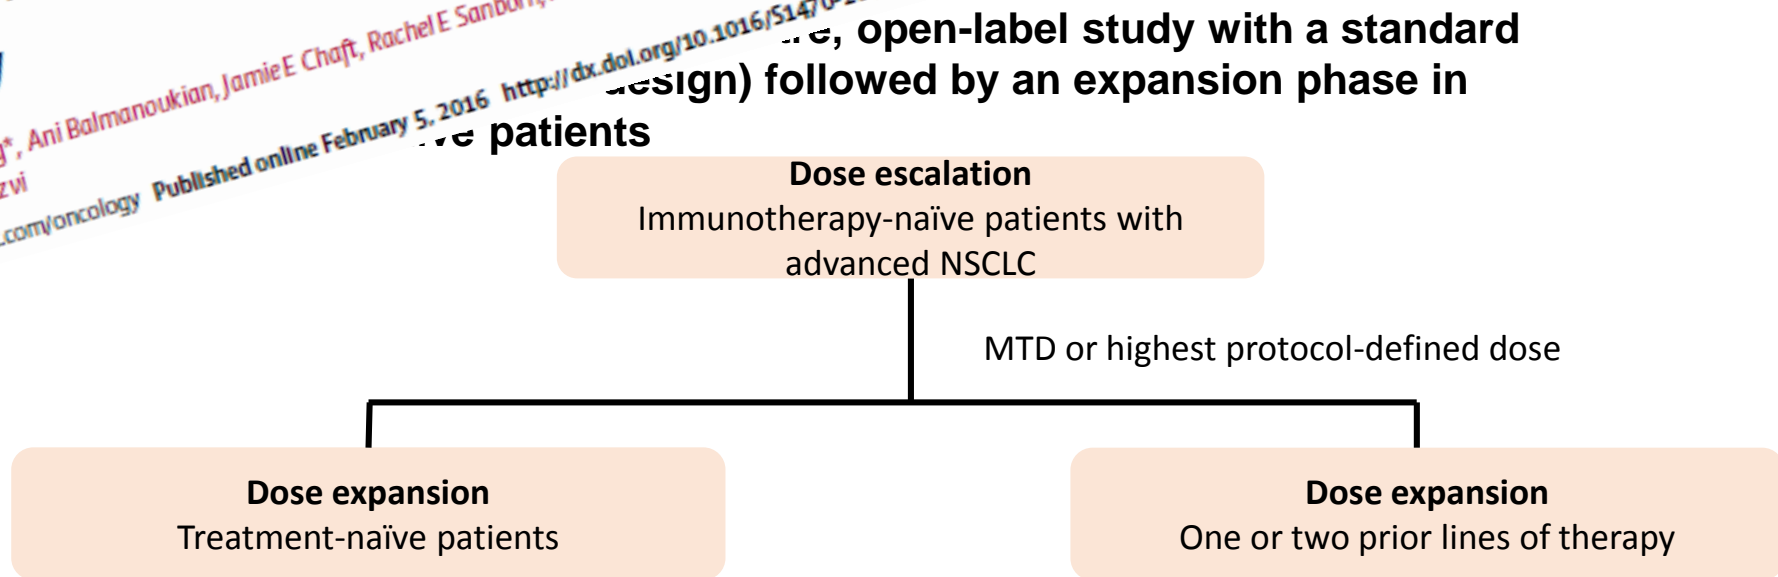 Ani Balmanoukian, Jamie E Chaft, Rachel E Sanborn,
zvi
.com/oncology Published online February 5, 2016 http://dx.doi.org/10.1016/S1470-
, open-label study with a standard
design) followed by an expansion phase in
patients
Dose escalation
Immunotherapy-naïve patients with
advanced NSCLC
MTD or highest protocol-defined dose
Dose expansion
Treatment-naïve patients
Dose expansion
One or two prior lines of therapy